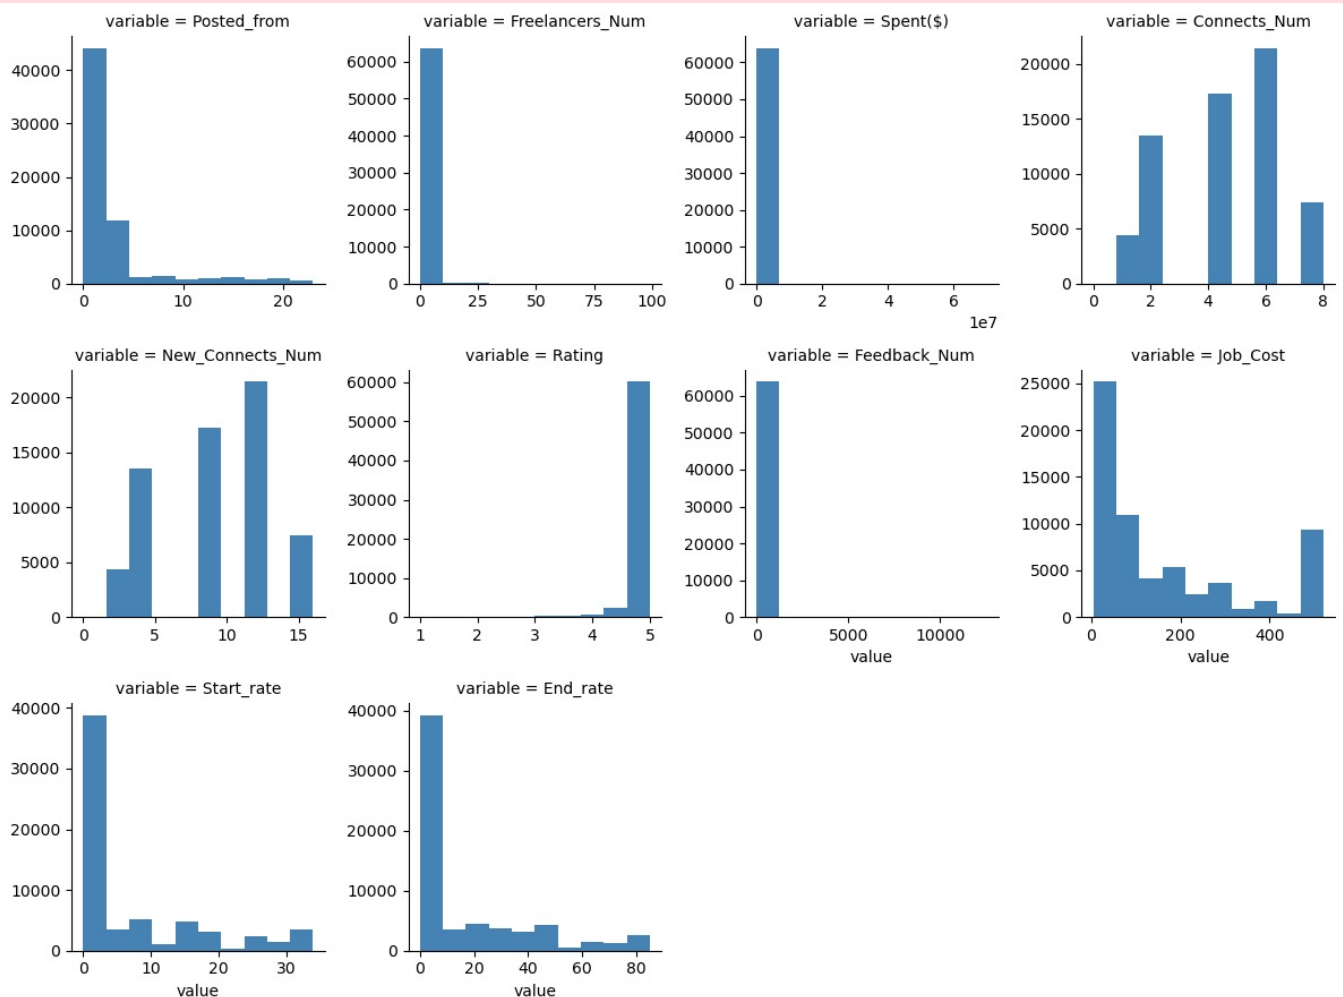 variable = Posted_from
40000
30000
20000
10000
0
0 10 20
variable = Freelancers_Num
60000
50000
40000
30000
20000
10000
0
0 25 50 75 100
variable = Spent($)
60000
50000
40000
30000
20000
10000
0
0 2 4 6
1e7
variable = Connects_Num
20000
15000
10000
5000
0
0 2 4 6 8
variable = New_Connects_Num
20000
15000
10000
5000
0
0 5 10 15
variable = Rating
60000
50000
40000
30000
20000
10000
0
1 2 3 4 5
variable = Feedback_Num
60000
50000
40000
30000
20000
10000
0
0 5000 10000
value
variable = Job_Cost
25000
20000
15000
10000
5000
0
0 200 400
value
variable = Start_rate
40000
30000
20000
10000
0
0 10 20 30
value
variable = End_rate
40000
30000
20000
10000
0
0 20 40 60 80
value